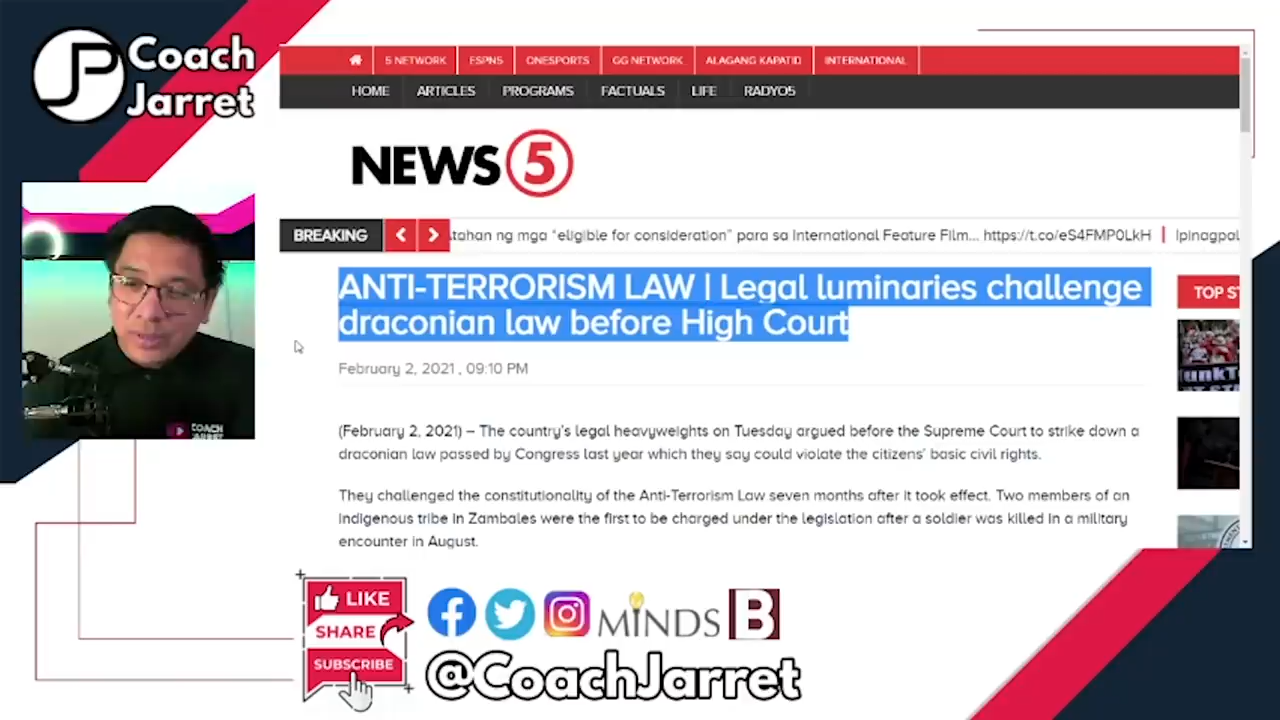 Coach
Jarret
5 NETWORK
ESPN5
ONESPORTS
GG NETWORK
ALAGANG KAPATID
INTERNATIONAL
HOME
ARTICLES
PROGRAMS
FACTUALS
LIFE
RADYO5
NEWS 5
BREAKING
ng mga "eligible for consideration" para sa International Feature Film... https://t.co/eS4FMP0LkH
ANTI-TERRORISM LAW | Legal luminaries challenge
draconian law before High Court
TOP
February 2, 2021 , 09:10 PM
(February 2, 2021) – The country's legal heavyweights on Tuesday argued before the Supreme Court to strike down a
draconian law passed by Congress last year which they say could violate the citizens' basic civil rights.
They challenged the constitutionality of the Anti-Terrorism Law seven months after it took effect. Two members of an
indigenous tribe in Zambales were the first to be charged under the legislation after a soldier was killed in a military
encounter in August.
COACH
JARRET
LIKE
SHARE
SUBSCRIBE
MINDS
B
@CoachJarret